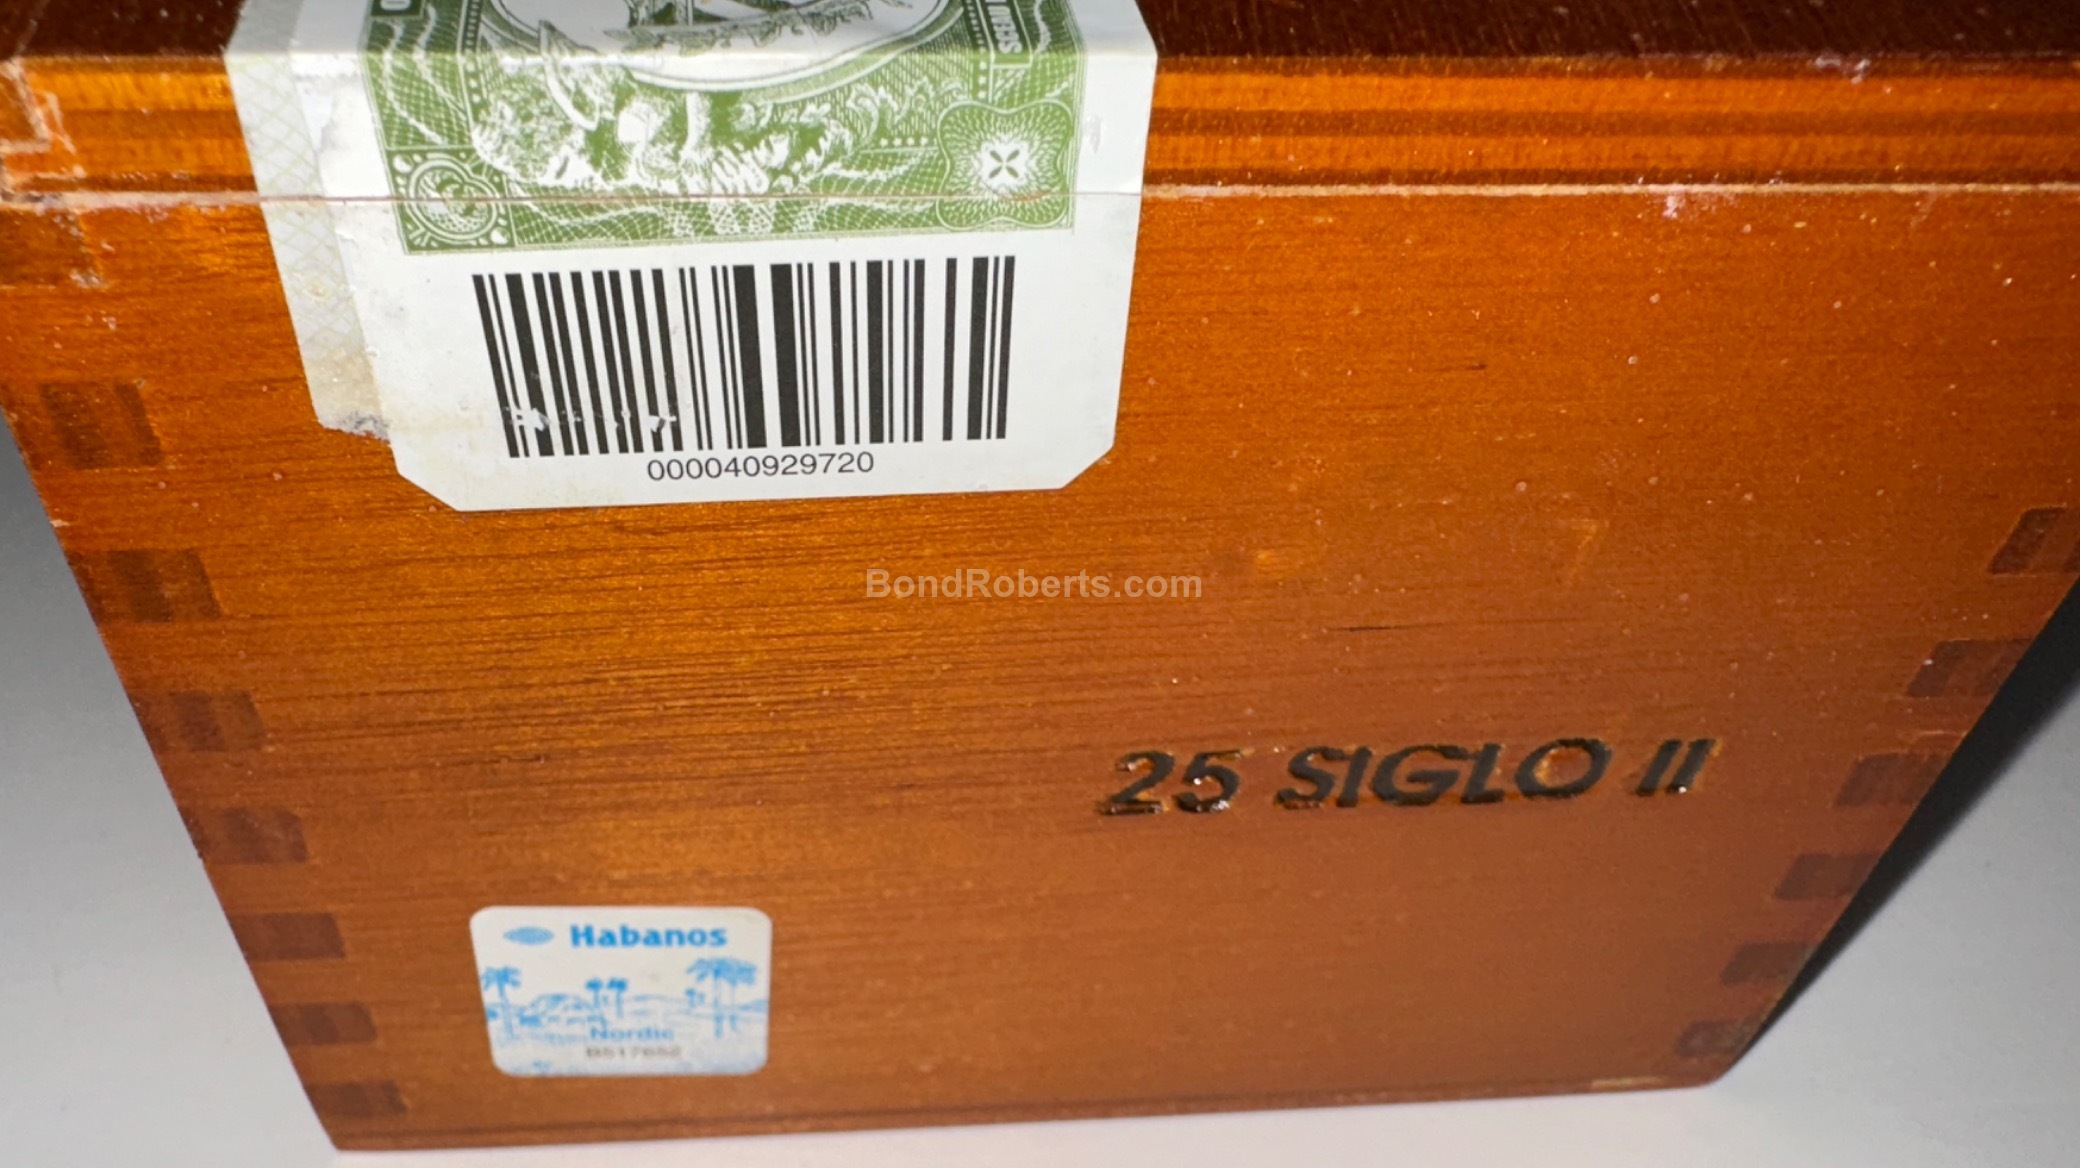 000040929720
BondRoberts.com
25 SIGLO II
Habanos
Nordic